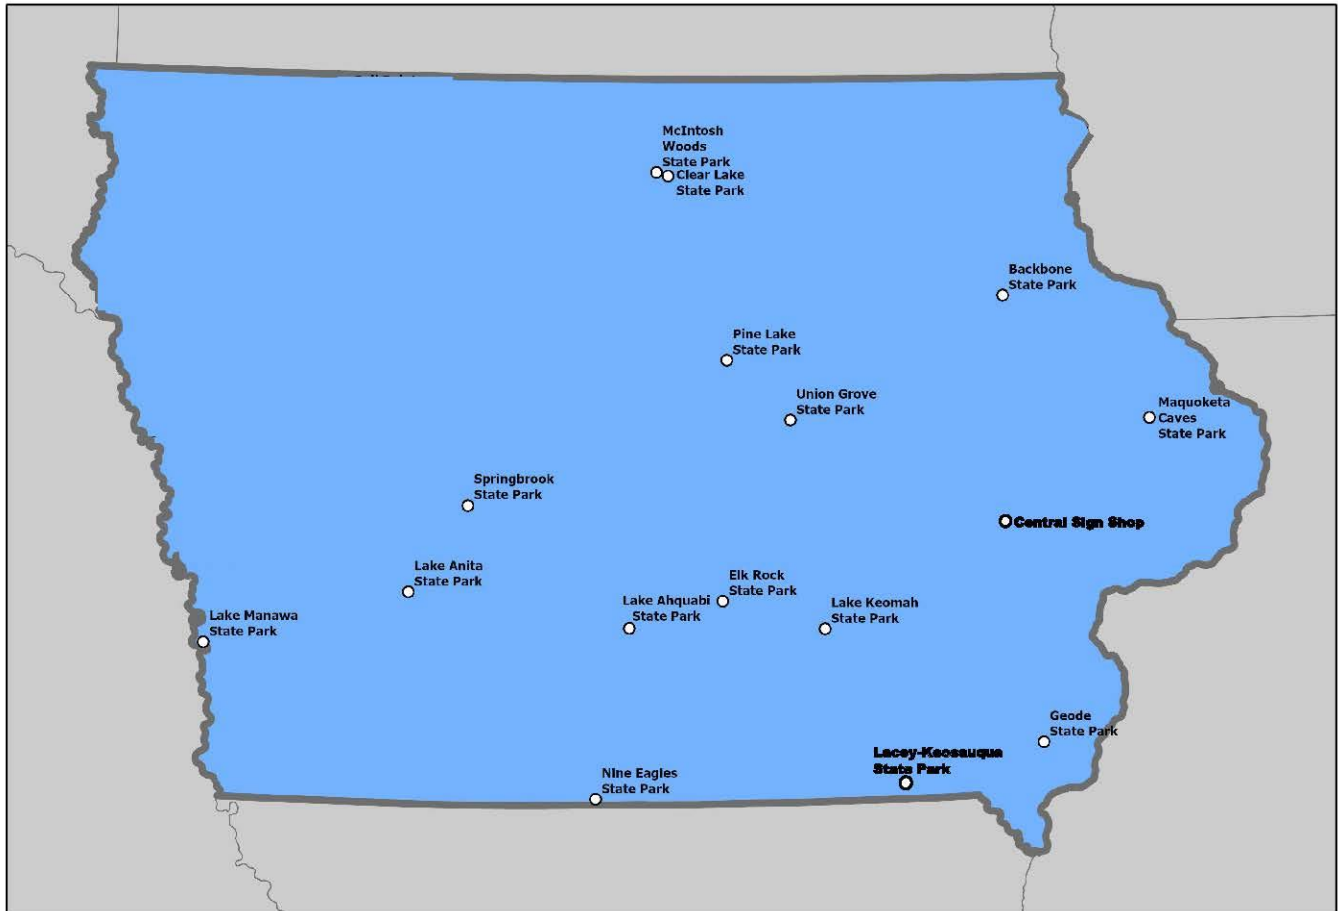 McIntosh
Woods
State Park
Clear Lake
State Park
Backbone
State Park
Pine Lake
State Park
Union Grove
State Park
Maquoketa
Caves
State Park
Springbrook
State Park
Central Sign Shop
Lake Anita
State Park
Elk Rock
State Park
Lake Ahquabi
State Park
Lake Keomah
State Park
Lake Manawa
State Park
Geode
State Park
Lacey-Keosauqua
State Park
Nine Eagles
State Park